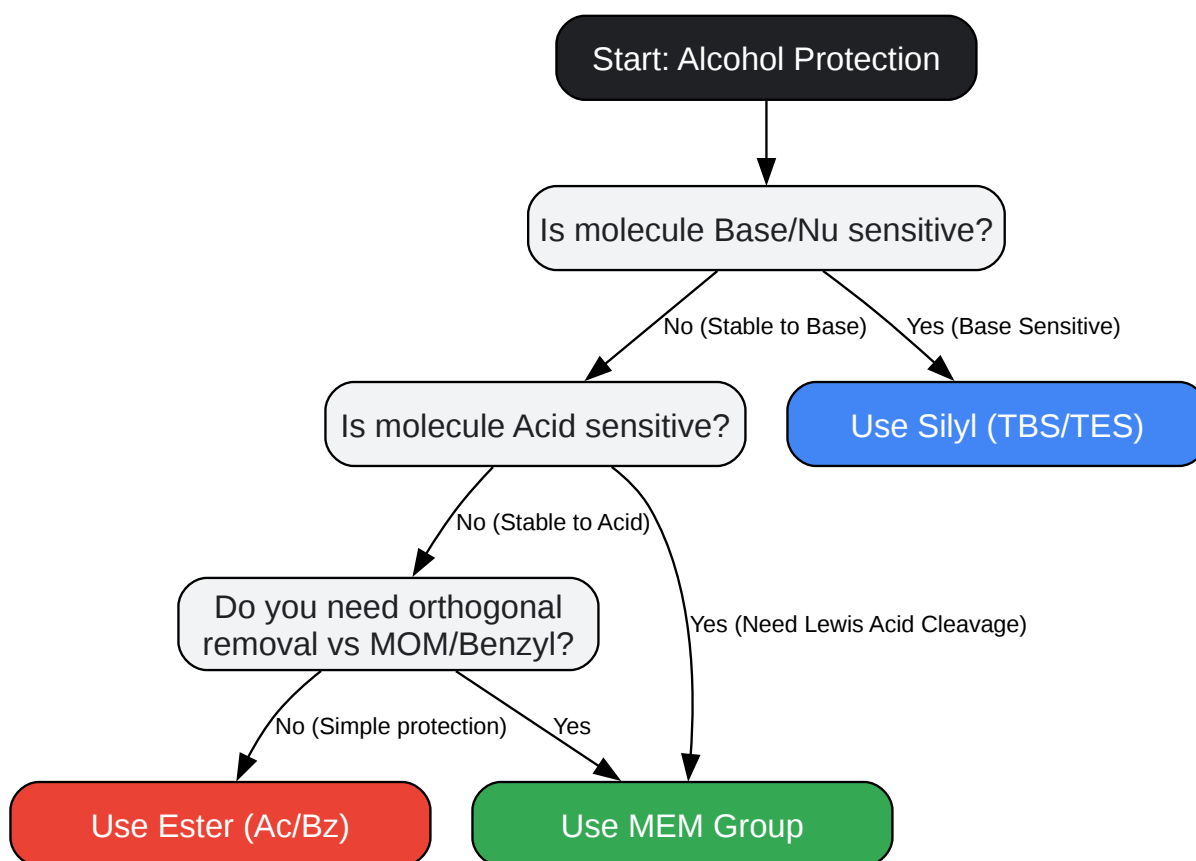 Start: Alcohol Protection
Is molecule Base/Nu sensitive?
No (Stable to Base)
Yes (Base Sensitive)
Is molecule Acid sensitive?
Use Silyl (TBS/TES)
No (Stable to Acid)
Do you need orthogonal
removal vs MOM/Benzyl?
Yes (Need Lewis Acid Cleavage)
No (Simple protection)
Yes
Use Ester (Ac/Bz)
Use MEM Group